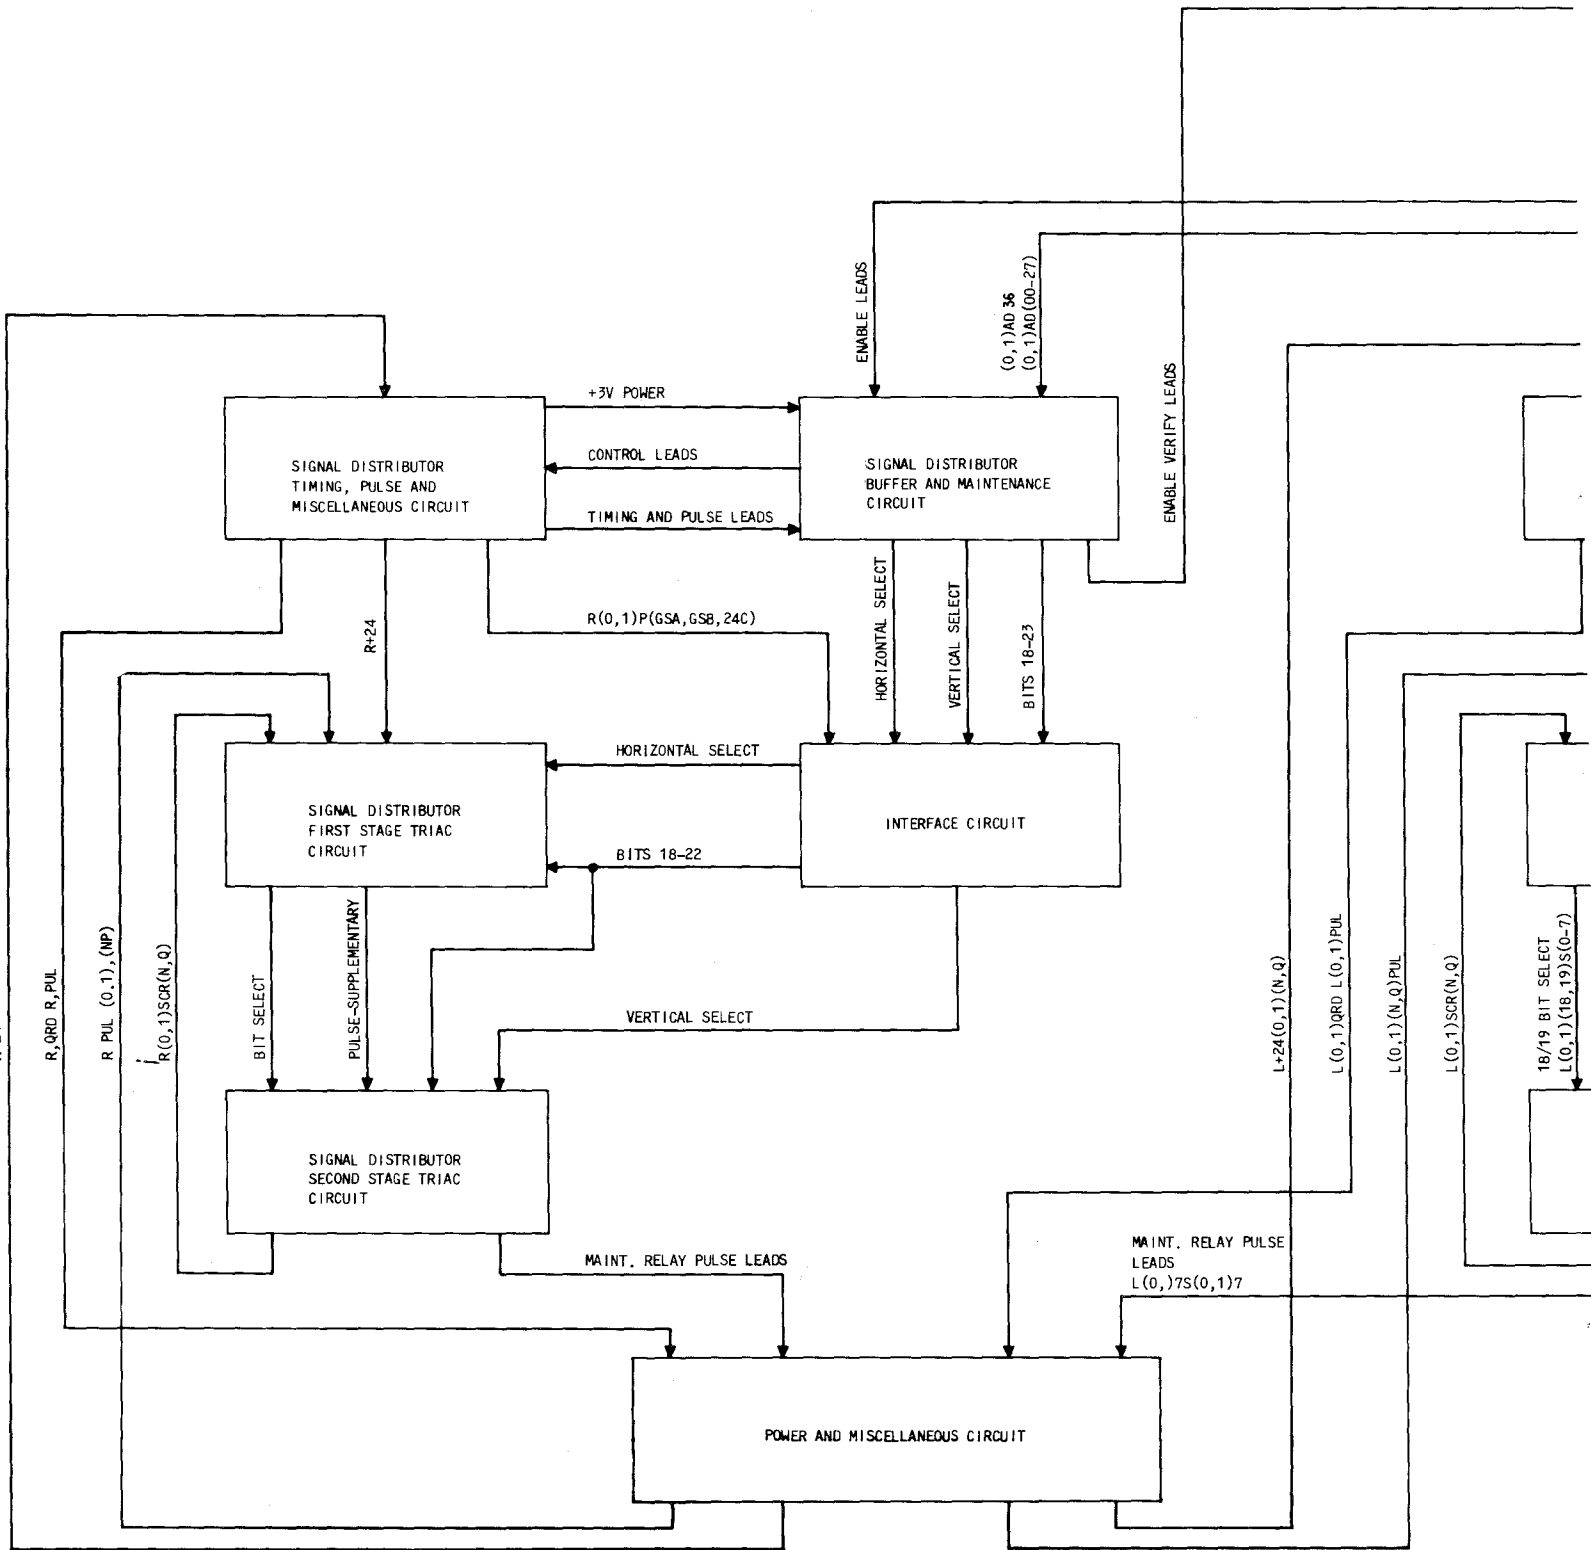 ENABLE LEADS
(0,1)AD 36
(0,1)AD(00-27)
ENABLE VERIFY LEADS
+3V POWER
CONTROL LEADS
TIMING AND PULSE LEADS
SIGNAL DISTRIBUTOR
TIMING, PULSE AND
MISCELLANEOUS CIRCUIT
SIGNAL DISTRIBUTOR
BUFFER AND MAINTENANCE
CIRCUIT
R+24
R(0,1)P(GSA,GSB,24C)
HORIZONTAL SELECT
VERTICAL SELECT
BITS 18-23
HORIZONTAL SELECT
SIGNAL DISTRIBUTOR
FIRST STAGE TRIAC
CIRCUIT
INTERFACE CIRCUIT
BITS 18-22
R,QRD R,PUL
R PUL (0.1),(NP)
R(0,1)SCR(N,Q)
BIT SELECT
PULSE-SUPPLEMENTARY
VERTICAL SELECT
L+24(0,1)(N,Q)
L(0,1)QRD L(0,1)PUL
L(0,1)(N,Q)PUL
L(0,1)SCR(N,Q)
18/19 BIT SELECT
L(0,1)(18,19)S(0-7)
SIGNAL DISTRIBUTOR
SECOND STAGE TRIAC
CIRCUIT
MAINT. RELAY PULSE LEADS
MAINT. RELAY PULSE
LEADS
L(0,)7S(0,1)7
POWER AND MISCELLANEOUS CIRCUIT